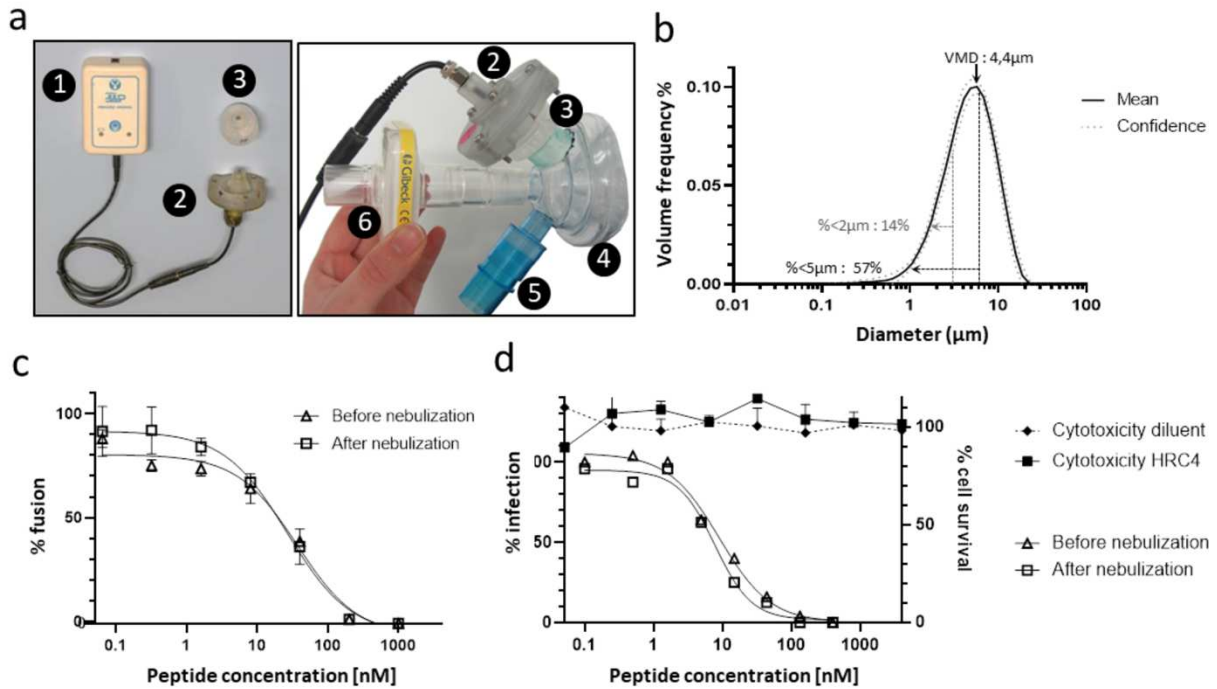 a
1
3
2
2
3
6
Gibeck CE
4
5
b
VMD : 4,4µm
0.10
Mean
Confidence
Volume frequency %
0.05
%<2µm : 14%
%<5µm : 57%
0.00
0.01 0.1 1 10 100
Diameter (µm)
c
100
Before nebulization
After nebulization
% fusion
50
0
0.1 1 10 100 1000
Peptide concentration [nM]
d
100
Cytotoxicity diluent
Cytotoxicity HRC4
00
% infection
% cell survival
50
50
Before nebulization
After nebulization
0 0
0.1 1 10 100 1000
Peptide concentration [nM]